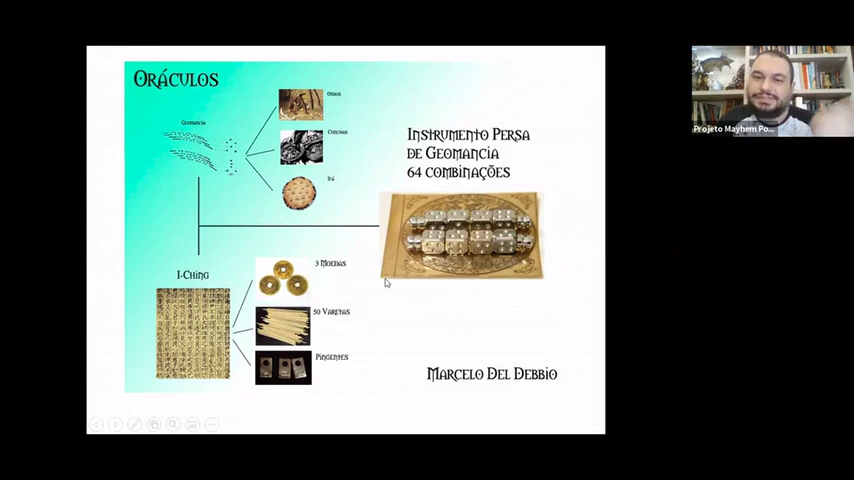 Oráculos
Geomancia
Ossos
Conchas
Ifá
Instrumento Persa
de Geomancia
64 combinações
I-Ching
3 Moedas
50 Varetas
Pingentes
Marcelo Del Debbio
Projeto Mayhem Po...